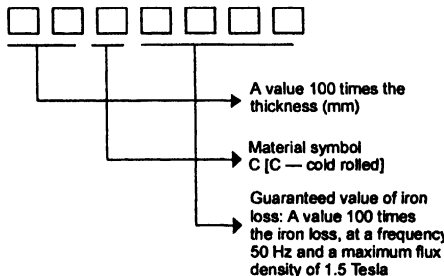 A value 100 times the
thickness (mm)
Material symbol
C [C — cold rolled]
Guaranteed value of iron
loss: A value 100 times
the iron loss, at a frequency
50 Hz and a maximum flux
density of 1.5 Tesla